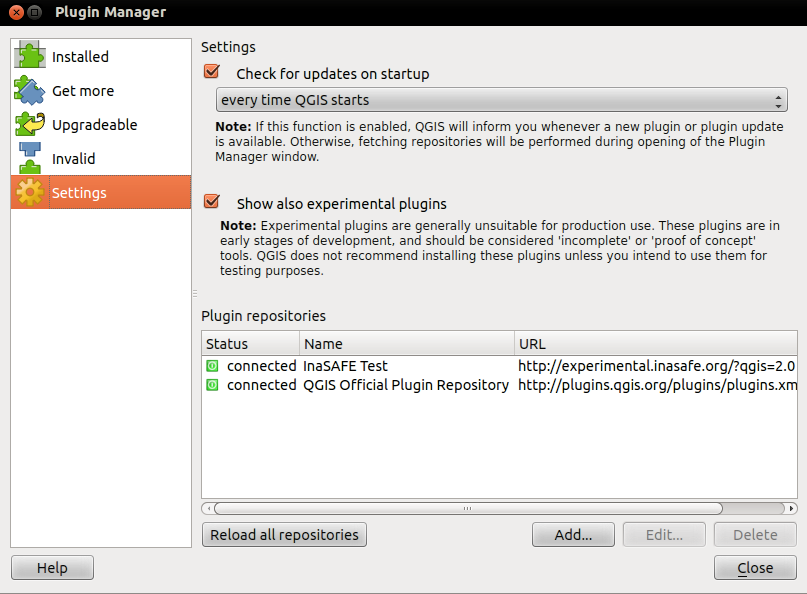 Plugin Manager
Installed
Get more
Upgradeable
Invalid
Settings
Settings
Check for updates on startup
every time QGIS starts
Note: If this function is enabled, QGIS will inform you whenever a new plugin or plugin update
is available. Otherwise, fetching repositories will be performed during opening of the Plugin
Manager window.
Show also experimental plugins
Note: Experimental plugins are generally unsuitable for production use. These plugins are in
early stages of development, and should be considered 'incomplete' or 'proof of concept'
tools. QGIS does not recommend installing these plugins unless you intend to use them for
testing purposes.
Plugin repositories
Status Name URL
connected InaSAFE Test http://experimental.inasafe.org/?qgis=2.0
connected QGIS Official Plugin Repository http://plugins.qgis.org/plugins/plugins.xm
Reload all repositories Add... Edit... Delete
Help Close